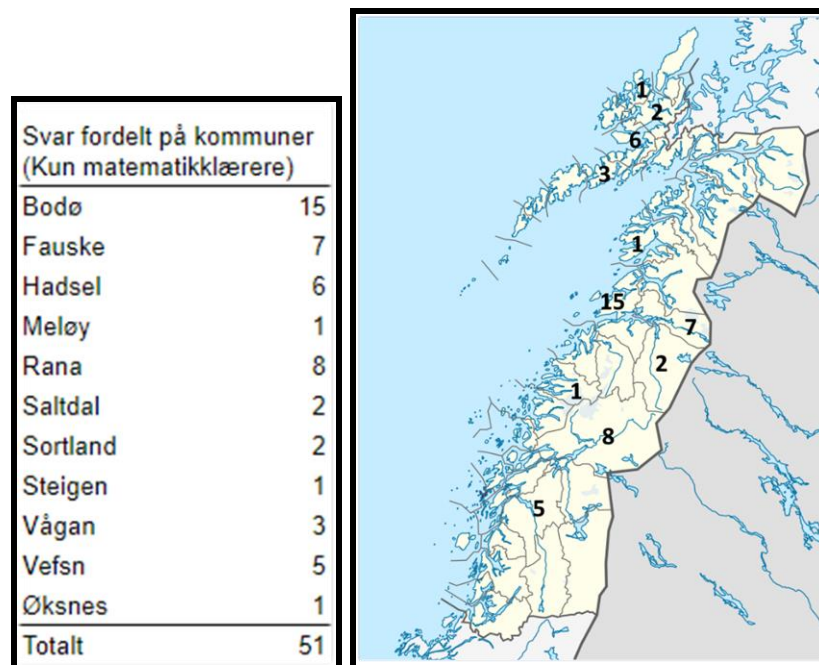 Svar fordelt på kommuner
(Kun matematikklærere)
Bodø 15
Fauske 7
Hadsel 6
Meløy 1
Rana 8
Saltdal 2
Sortland 2
Steigen 1
Vågan 3
Vefsn 5
Øksnes 1
Totalt 51
1
2
6
3
1
15
7
2
1
8
5